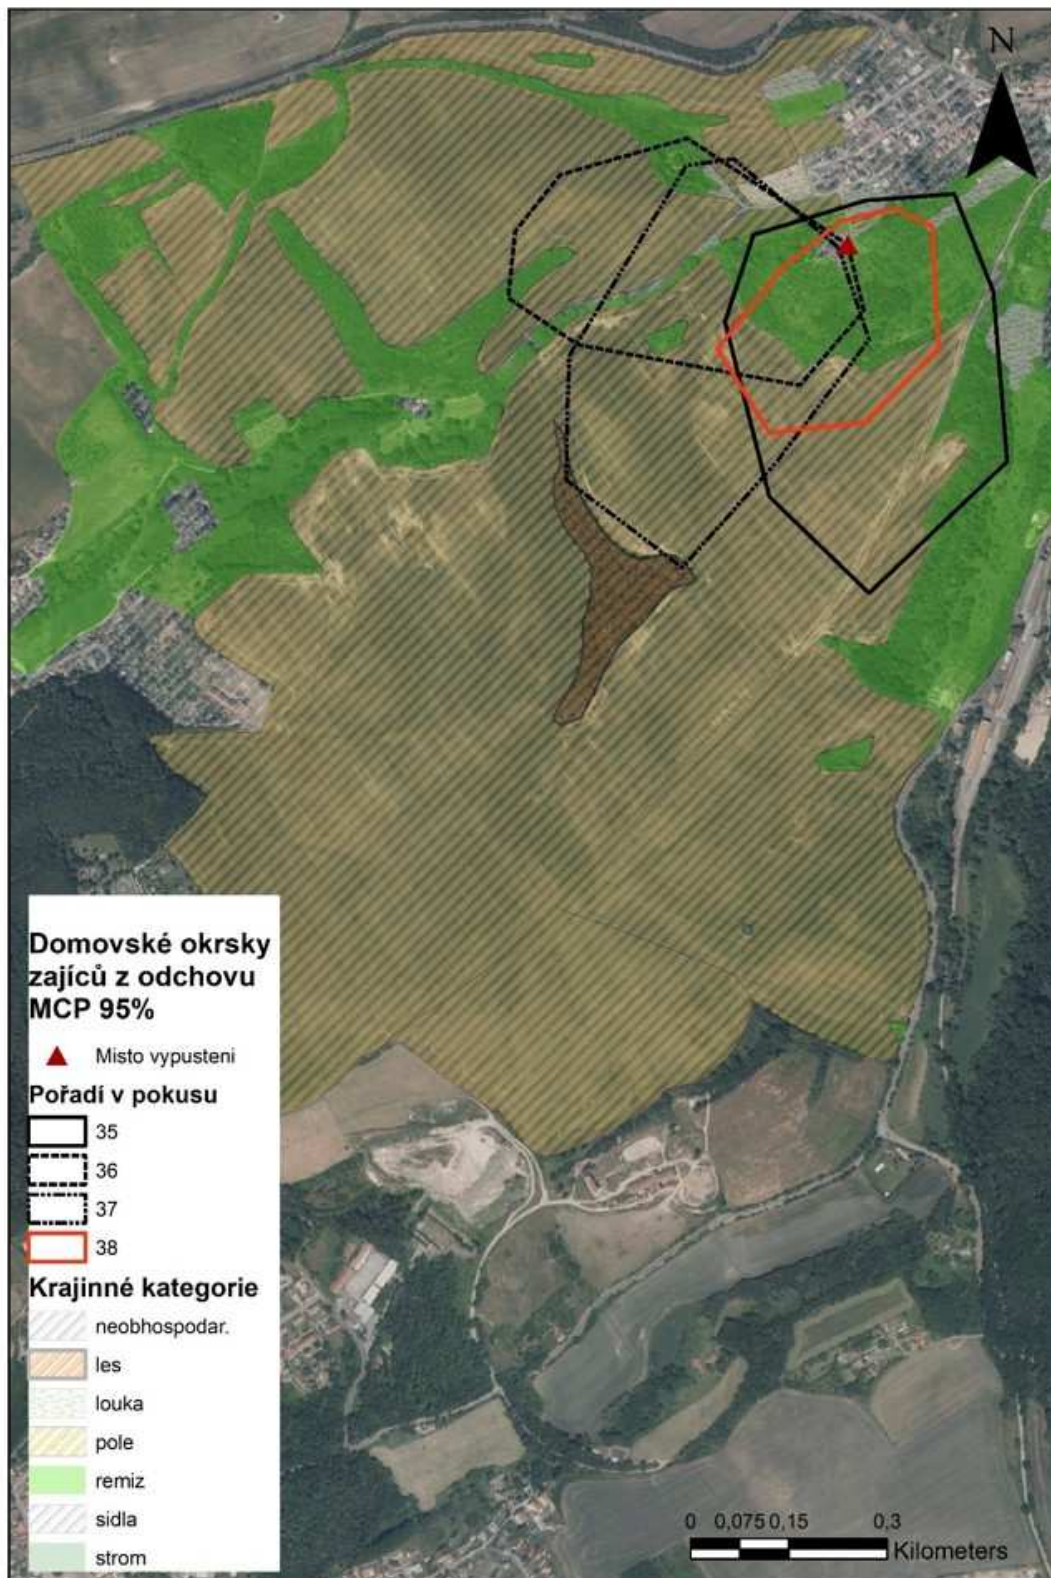 N
Domovské okrsky
zajíců z odchovu
MCP 95%
Misto vypusteni
Pořadí v pokusu
35
36
37
38
Krajinné kategorie
neobhospodar.
les
louka
pole
remiz
sidla
strom
0 0,075 0,15 0,3
Kilometers